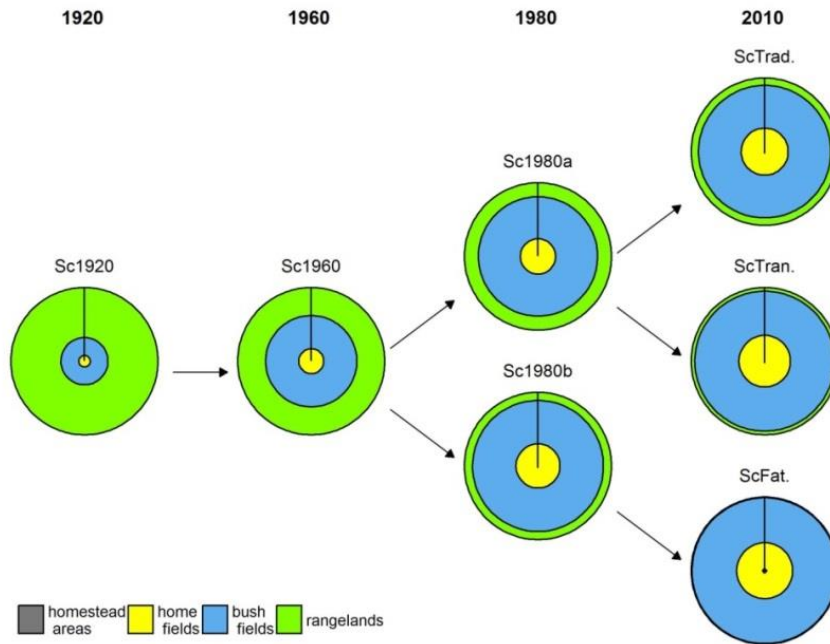 1920 1960 1980 2010
ScTrad.
Sc1980a
Sc1920 Sc1960 ScTran.
Sc1980b
ScFat.
homestead areas
home fields
bush fields
rangelands